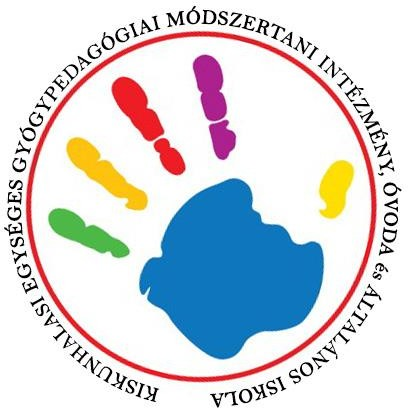 KISKUNHALASI EGYSÉGES GYÓGYPEDAGÓGIAI MÓDSZERTANI INTÉZMÉNY, ÓVODA és ÁLTALÁNOS ISKOLA